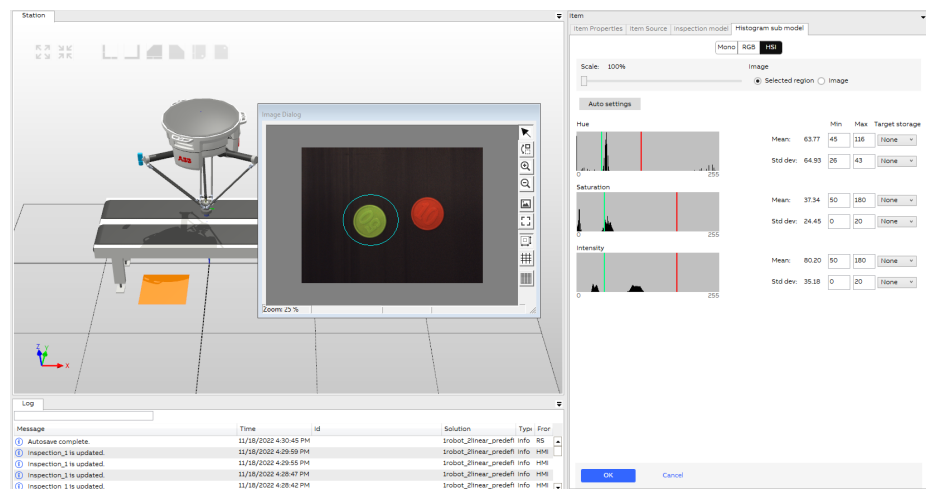 Station
ABB
Z
Y
X
Image Dialog
Zoom: 25 %
Log
Message Time Id Solution Type Fror
Autosave complete. 11/18/2022 4:30:45 PM 1robot_2linear_predefi Info RS
Inspection_1 is updated. 11/18/2022 4:29:59 PM 1robot_2linear_predefi Info HMI
Inspection_1 is updated. 11/18/2022 4:29:55 PM 1robot_2linear_predefi Info HMI
Inspection_1 is updated. 11/18/2022 4:28:47 PM 1robot_2linear_predefi Info HMI
Inspection_1 is updated. 11/18/2022 4:28:42 PM 1robot_2linear_predefi Info HMI
Item
Item Properties Item Source Inspection model Histogram sub model
Mono RGB HSI
Scale: 100% Image
Selected region Image
Auto settings
Hue Min Max Target storage
Mean: 63.77 45 116 None
Std dev: 64.93 26 43 None
0 255
Saturation
Mean: 37.34 50 180 None
Std dev: 24.45 0 20 None
0 255
Intensity
Mean: 80.20 50 180 None
Std dev: 35.18 0 20 None
0 255
OK Cancel